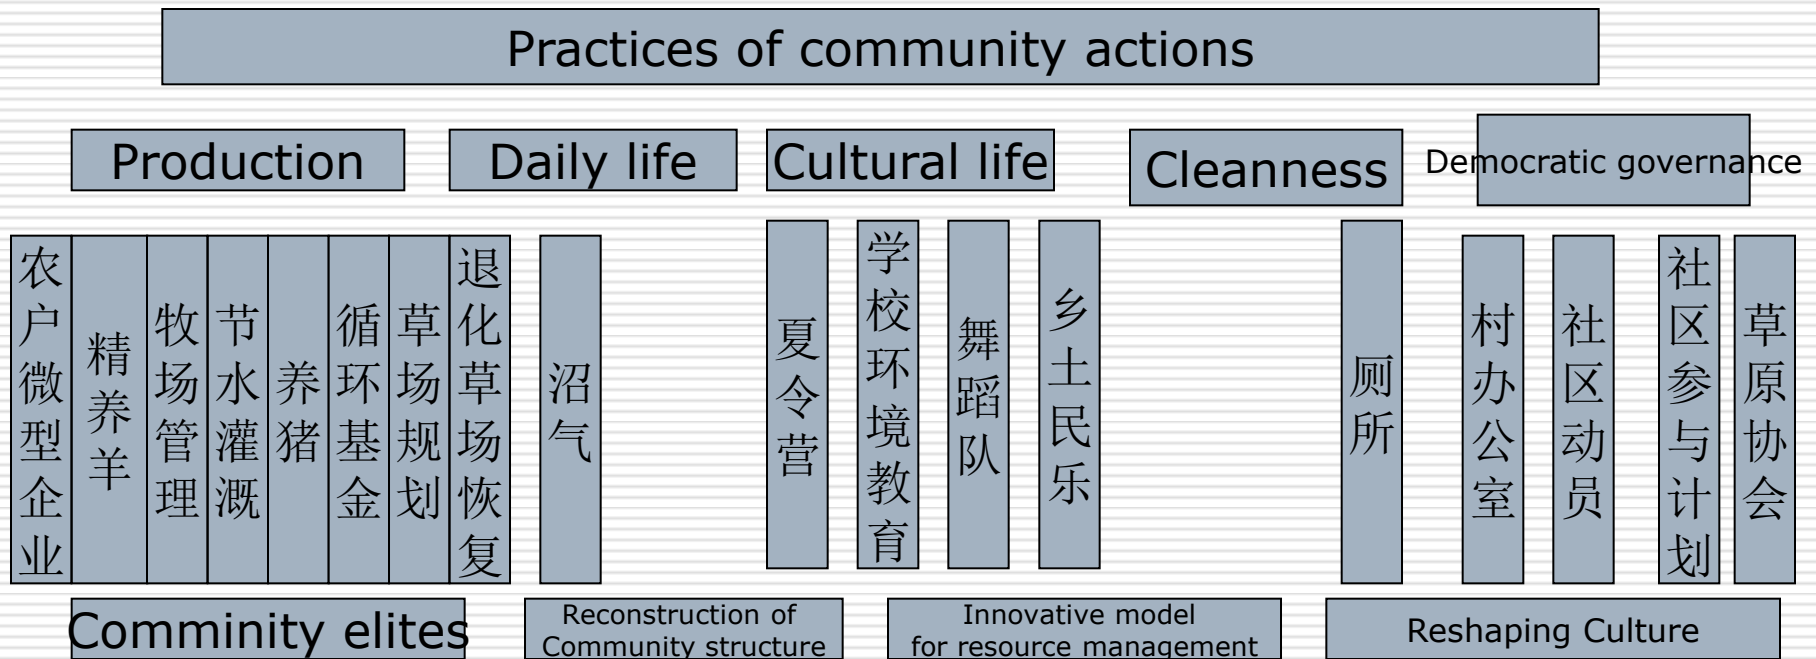 Practices of community actions
Production
Daily life
Cultural life
Cleanness
Democratic governance
农户微型企业
精养羊
牧场管理
节水灌溉
养猪
循环基金
草场规划
退化草场恢复
沼气
夏令营
学校环境教育
舞蹈队
乡土民乐
厕所
村办公室
社区动员
社区参与计划
草原协会
Comminity elites
Reconstruction of
Community structure
Innovative model
for resource management
Reshaping Culture